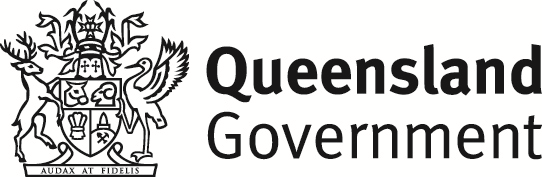 Queensland
Government
AUDAX AT FIDELIS